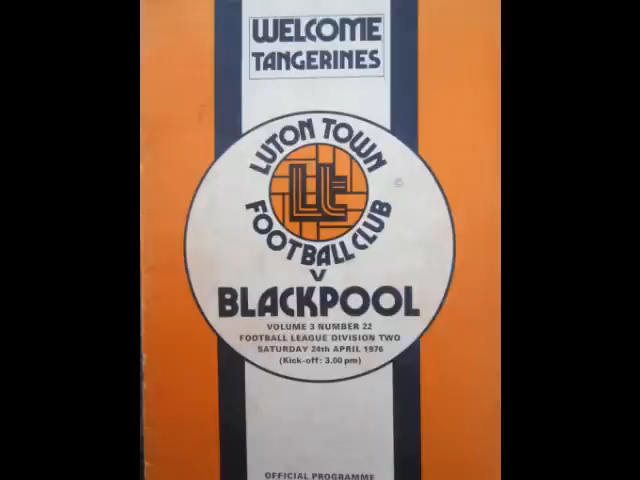 WELCOME
TANGERINES
LUTON TOWN
Lt
FOOTBALL CLUB
©
V
BLACKPOOL
VOLUME 3 NUMBER 22
FOOTBALL LEAGUE DIVISION TWO
SATURDAY 24th APRIL 1976
(Kick-off: 3.00 pm)
OFFICIAL PROGRAMME